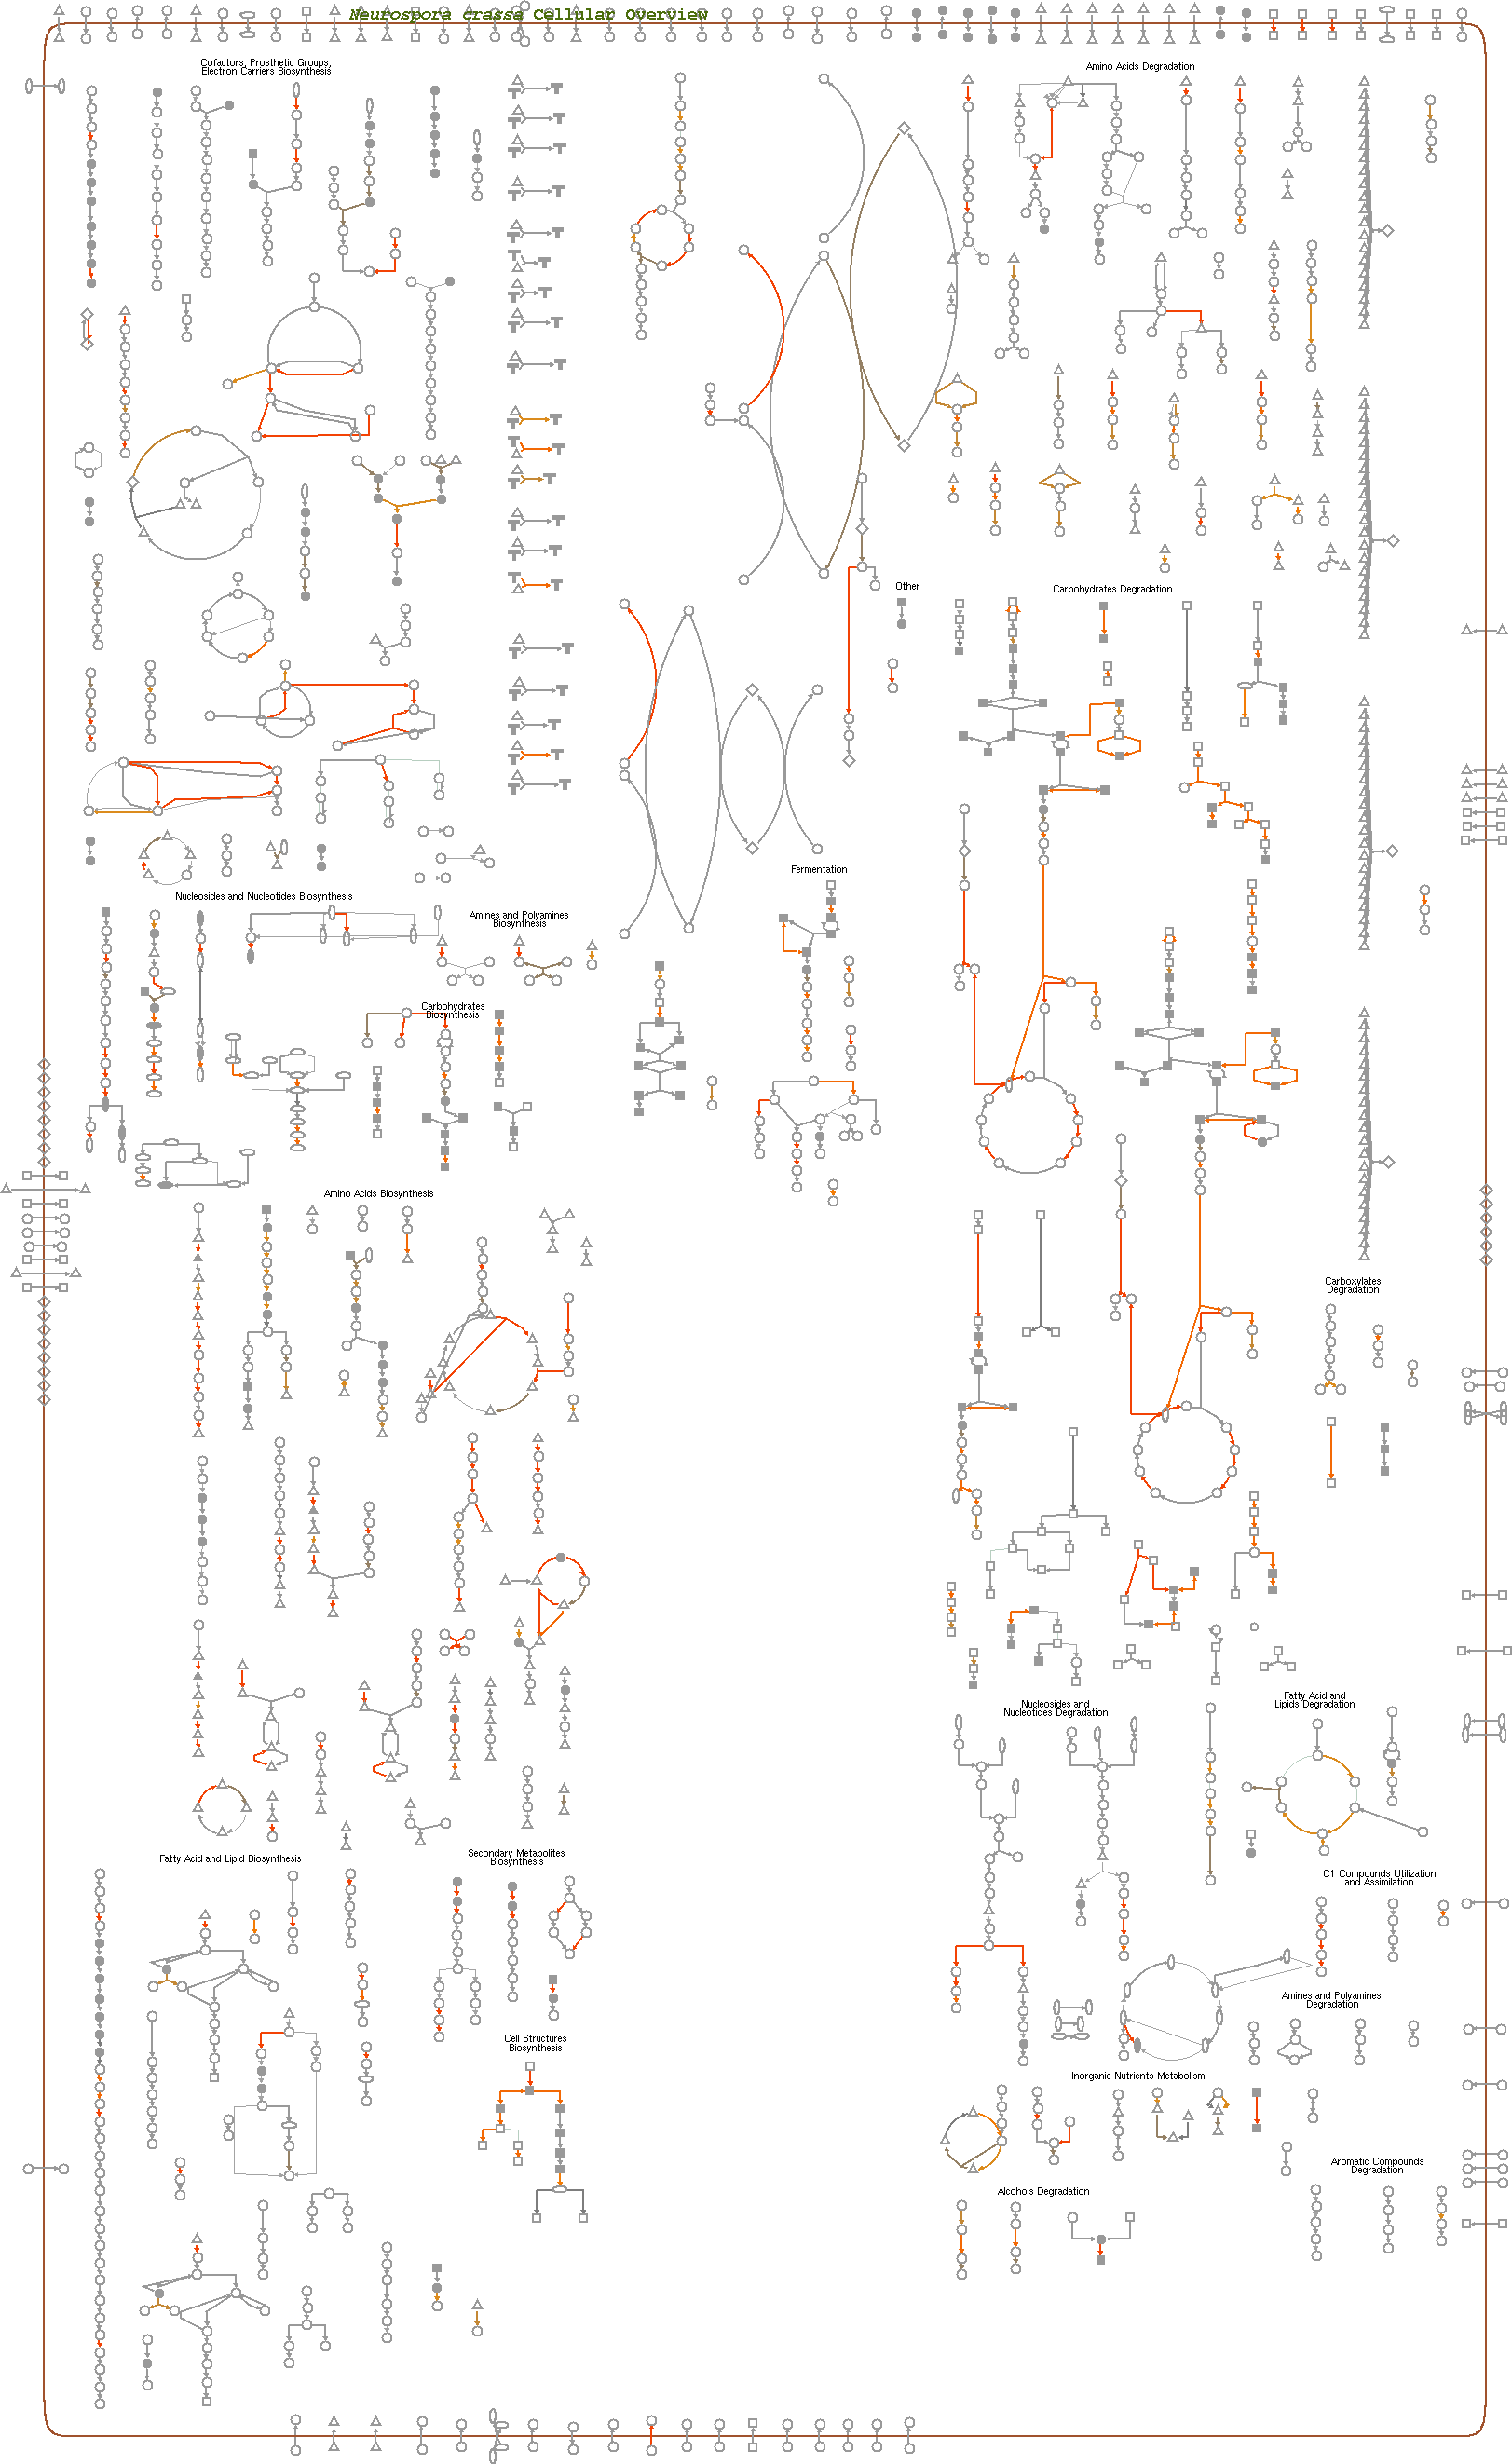 Neurospora crassa Cellular Overview
Cofactors, Prosthetic Groups,
Electron Carriers Biosynthesis
Amino Acids Degradation
Other
Carbohydrates Degradation
Fermentation
Nucleosides and Nucleotides Biosynthesis
Amines and Polyamines
Biosynthesis
Carbohydrates
Biosynthesis
Amino Acids Biosynthesis
Carboxylates
Degradation
Nucleosides and
Nucleotides Degradation
Fatty Acid and
Lipids Degradation
Fatty Acid and Lipid Biosynthesis
Secondary Metabolites
Biosynthesis
C1 Compounds Utilization
and Assimilation
Amines and Polyamines
Degradation
Cell Structures
Biosynthesis
Inorganic Nutrients Metabolism
Aromatic Compounds
Degradation
Alcohols Degradation